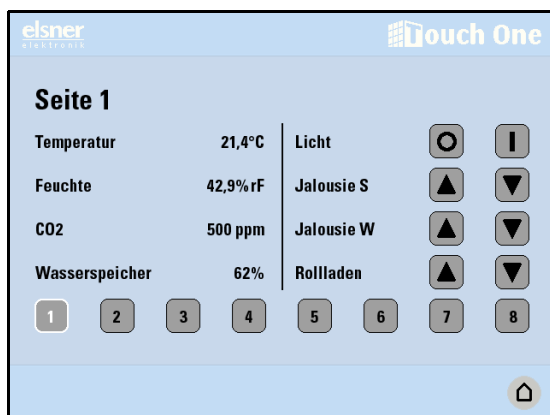 elsner
elektronik
Touch One
Seite 1
Temperatur 21,4°C
Feuchte 42,9%rF
CO2 500 ppm
Wasserspeicher 62%
Licht
Jalousie S
Jalousie W
Rollladen
1 2 3 4 5 6 7 8